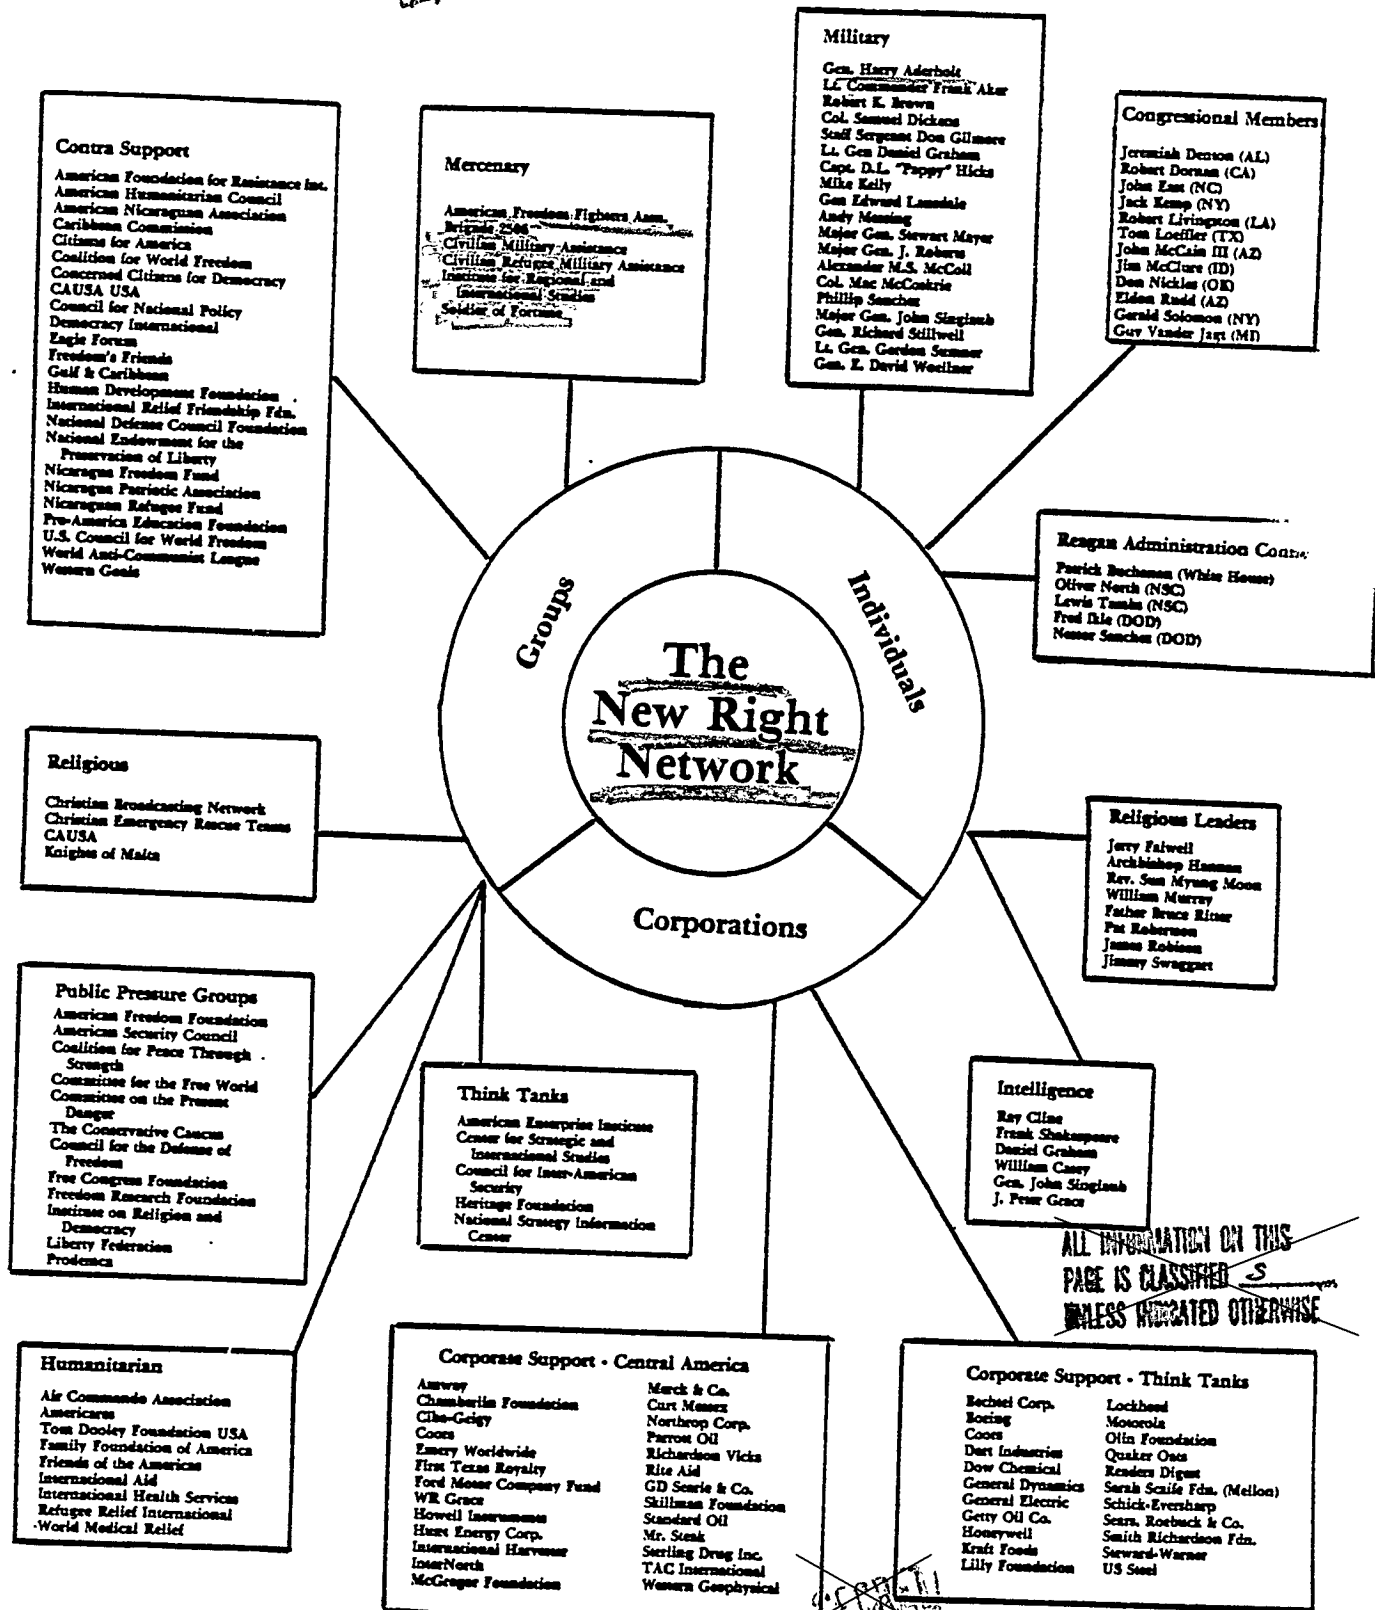 Military
Gen. Harry Aderholt
Lt. Commander Frank Aker
Robert K. Brown
Col. Samuel Dickens
Staff Sergeant Don Gilmore
Lt. Gen Daniel Graham
Capt. D.L. "Pappy" Hicks
Mike Kelly
Gen Edward Lansdale
Andy Messing
Major Gen. Stewart Mayer
Major Gen. J. Roberts
Alexander M.S. McColl
Col. Mac McCoskrie
Phillip Sanchez
Major Gen. John Singlaub
Gen. Richard Stillwell
Lt. Gen. Gordon Sumner
Gen. E. David Woellner
Contra Support
American Foundation for Resistance Int.
American Humanitarian Council
American Nicaraguan Association
Caribbean Commission
Citizens for America
Coalition for World Freedom
Concerned Citizens for Democracy
CAUSA USA
Council for National Policy
Democracy International
Eagle Forum
Freedom's Friends
Gulf & Caribbean
Human Development Foundation
International Relief Friendship Fdn.
National Defense Council Foundation
National Endowment for the
Preservation of Liberty
Nicaragua Freedom Fund
Nicaragua Patriotic Association
Nicaraguan Refugee Fund
Pro-America Education Foundation
U.S. Council for World Freedom
World Anti-Communist League
Western Goals
Mercenary
American Freedom Fighters Assn.
Brigade 2506
Civilian Military Assistance
Civilian Refugee Military Assistance
Institute for Regional and
International Studies
Soldier of Fortune
Congressional Members
Jeremiah Denton (AL)
Robert Dornan (CA)
John East (NC)
Jack Kemp (NY)
Robert Livingston (LA)
Tom Loeffler (TX)
John McCain III (AZ)
Jim McClure (ID)
Don Nickles (OK)
Eldon Rudd (AZ)
Gerald Solomon (NY)
Guy Vander Jagt (MI)
Reagan Administration
Patrick Buchanan (White House)
Oliver North (NSC)
Lewis Tambs (NSC)
Fred Ikle (DOD)
Nestor Sanchez (DOD)
Groups
Individuals
The
New Right
Network
Corporations
Religious
Christian Broadcasting Network
Christian Emergency Rescue Teams
CAUSA
Knights of Malta
Religious Leaders
Jerry Falwell
Archbishop Hannan
Rev. Sun Myung Moon
William Murray
Father Bruce Ritter
Pat Robertson
James Robison
Jimmy Swaggart
Public Pressure Groups
American Freedom Foundation
American Security Council
Coalition for Peace Through
Strength
Committee for the Free World
Committee on the Present
Danger
The Conservative Caucus
Council for the Defense of
Freedom
Free Congress Foundation
Freedom Research Foundation
Institute on Religion and
Democracy
Liberty Federation
Prodemca
Think Tanks
American Enterprise Institute
Center for Strategic and
International Studies
Council for Inter-American
Security
Heritage Foundation
National Strategy Information
Center
Intelligence
Ray Cline
Frank Shakespeare
Daniel Graham
William Casey
Gen. John Singlaub
J. Peter Grace
ALL INFORMATION ON THIS
PAGE IS CLASSIFIED S
UNLESS INDICATED OTHERWISE
Humanitarian
Air Commando Association
Americares
Tom Dooley Foundation USA
Family Foundation of America
Friends of the Americas
International Aid
International Health Services
Refugee Relief International
World Medical Relief
Corporate Support - Central America
Amway
Chamberlin Foundation
Ciba-Geigy
Coors
Emery Worldwide
First Texas Royalty
Ford Motor Company Fund
WR Grace
Howell Instruments
Hunt Energy Corp.
International Harvester
InterNorth
McGregor Foundation
Merck & Co.
Curt Messex
Northrop Corp.
Parrott Oil
Richardson Vicks
Rite Aid
GD Searle & Co.
Skillman Foundation
Standard Oil
Mr. Steak
Sterling Drug Inc.
TAC International
Western Geophysical
Corporate Support - Think Tanks
Bechtel Corp.
Boeing
Coors
Dart Industries
Dow Chemical
General Dynamics
General Electric
Getty Oil Co.
Honeywell
Kraft Foods
Lilly Foundation
Lockheed
Motorola
Olin Foundation
Quaker Oats
Readers Digest
Sarah Scaife Fdn. (Mellon)
Schick-Eversharp
Sears, Roebuck & Co.
Smith Richardson Fdn.
Steward-Warner
US Steel